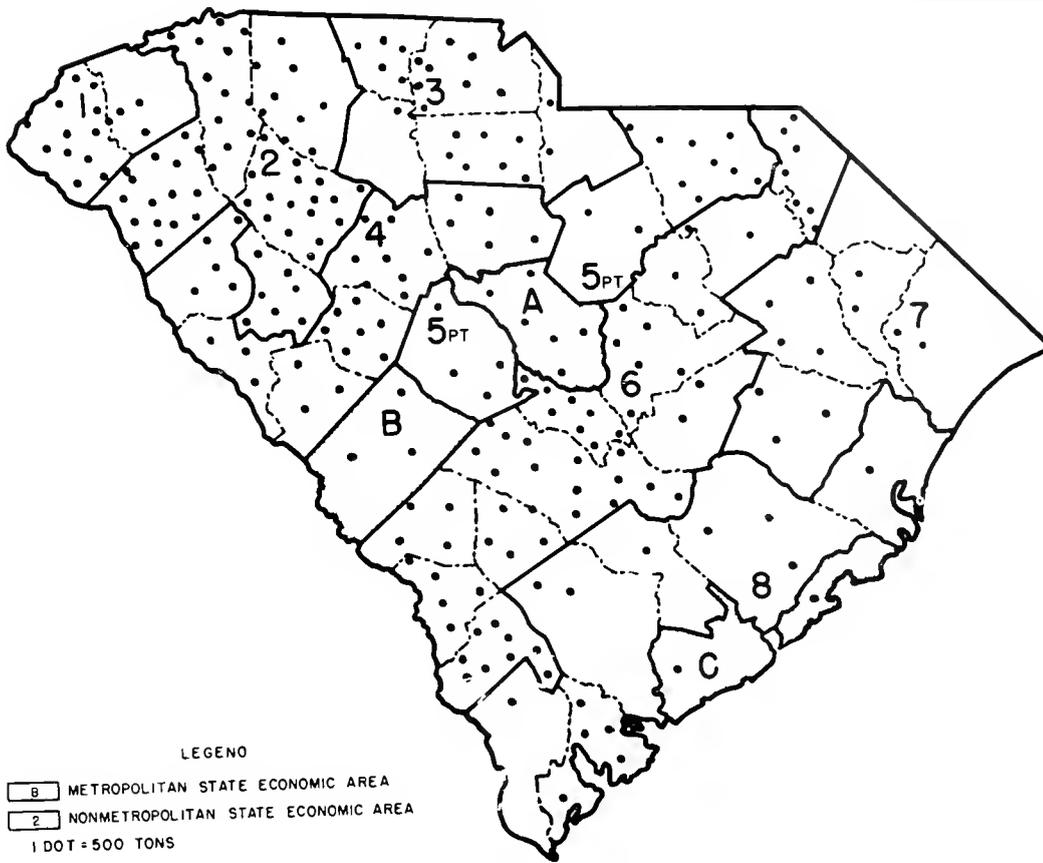 1
3
2
4
A
5PT
5PT
7
6
B
8
C
LEGENO
B METROPOLITAN STATE ECONOMIC AREA
2 NONMETROPOLITAN STATE ECONOMIC AREA
1 DOT = 500 TONS